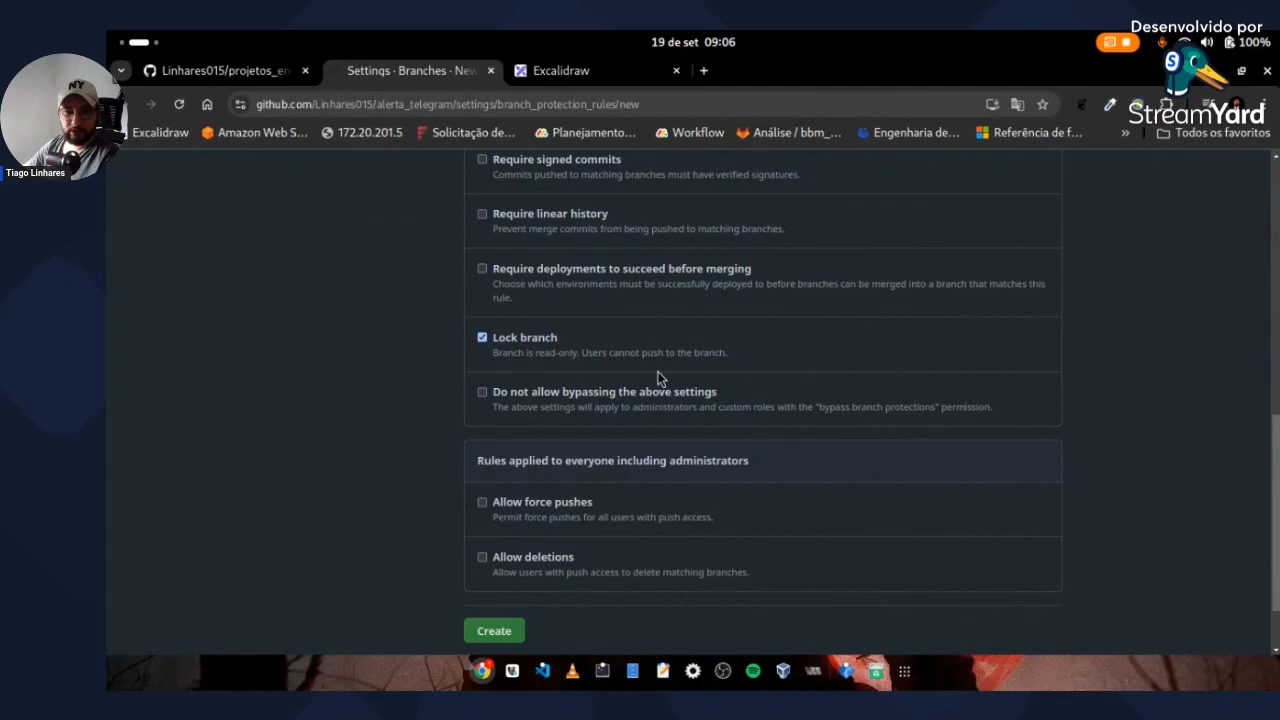 Desenvolvido por
StreamYard
19 de set 09:06
100%
Linhares015/projetos_en
Settings · Branches · New
Excalidraw
github.com/Linhares015/alerta_telegram/settings/branch_protection_rules/new
Excalidraw
Amazon Web S...
172.20.201.5
Solicitação de...
Planejamento...
Workflow
Análise / bbm_...
Engenharia de...
Referência de f...
Todos os favoritos
NY
Tiago Linhares
Require signed commits
Commits pushed to matching branches must have verified signatures.
Require linear history
Prevent merge commits from being pushed to matching branches.
Require deployments to succeed before merging
Choose which environments must be successfully deployed to before branches can be merged into a branch that matches this
rule.
Lock branch
Branch is read-only. Users cannot push to the branch.
Do not allow bypassing the above settings
The above settings will apply to administrators and custom roles with the "bypass branch protections" permission.
Rules applied to everyone including administrators
Allow force pushes
Permit force pushes for all users with push access.
Allow deletions
Allow users with push access to delete matching branches.
Create